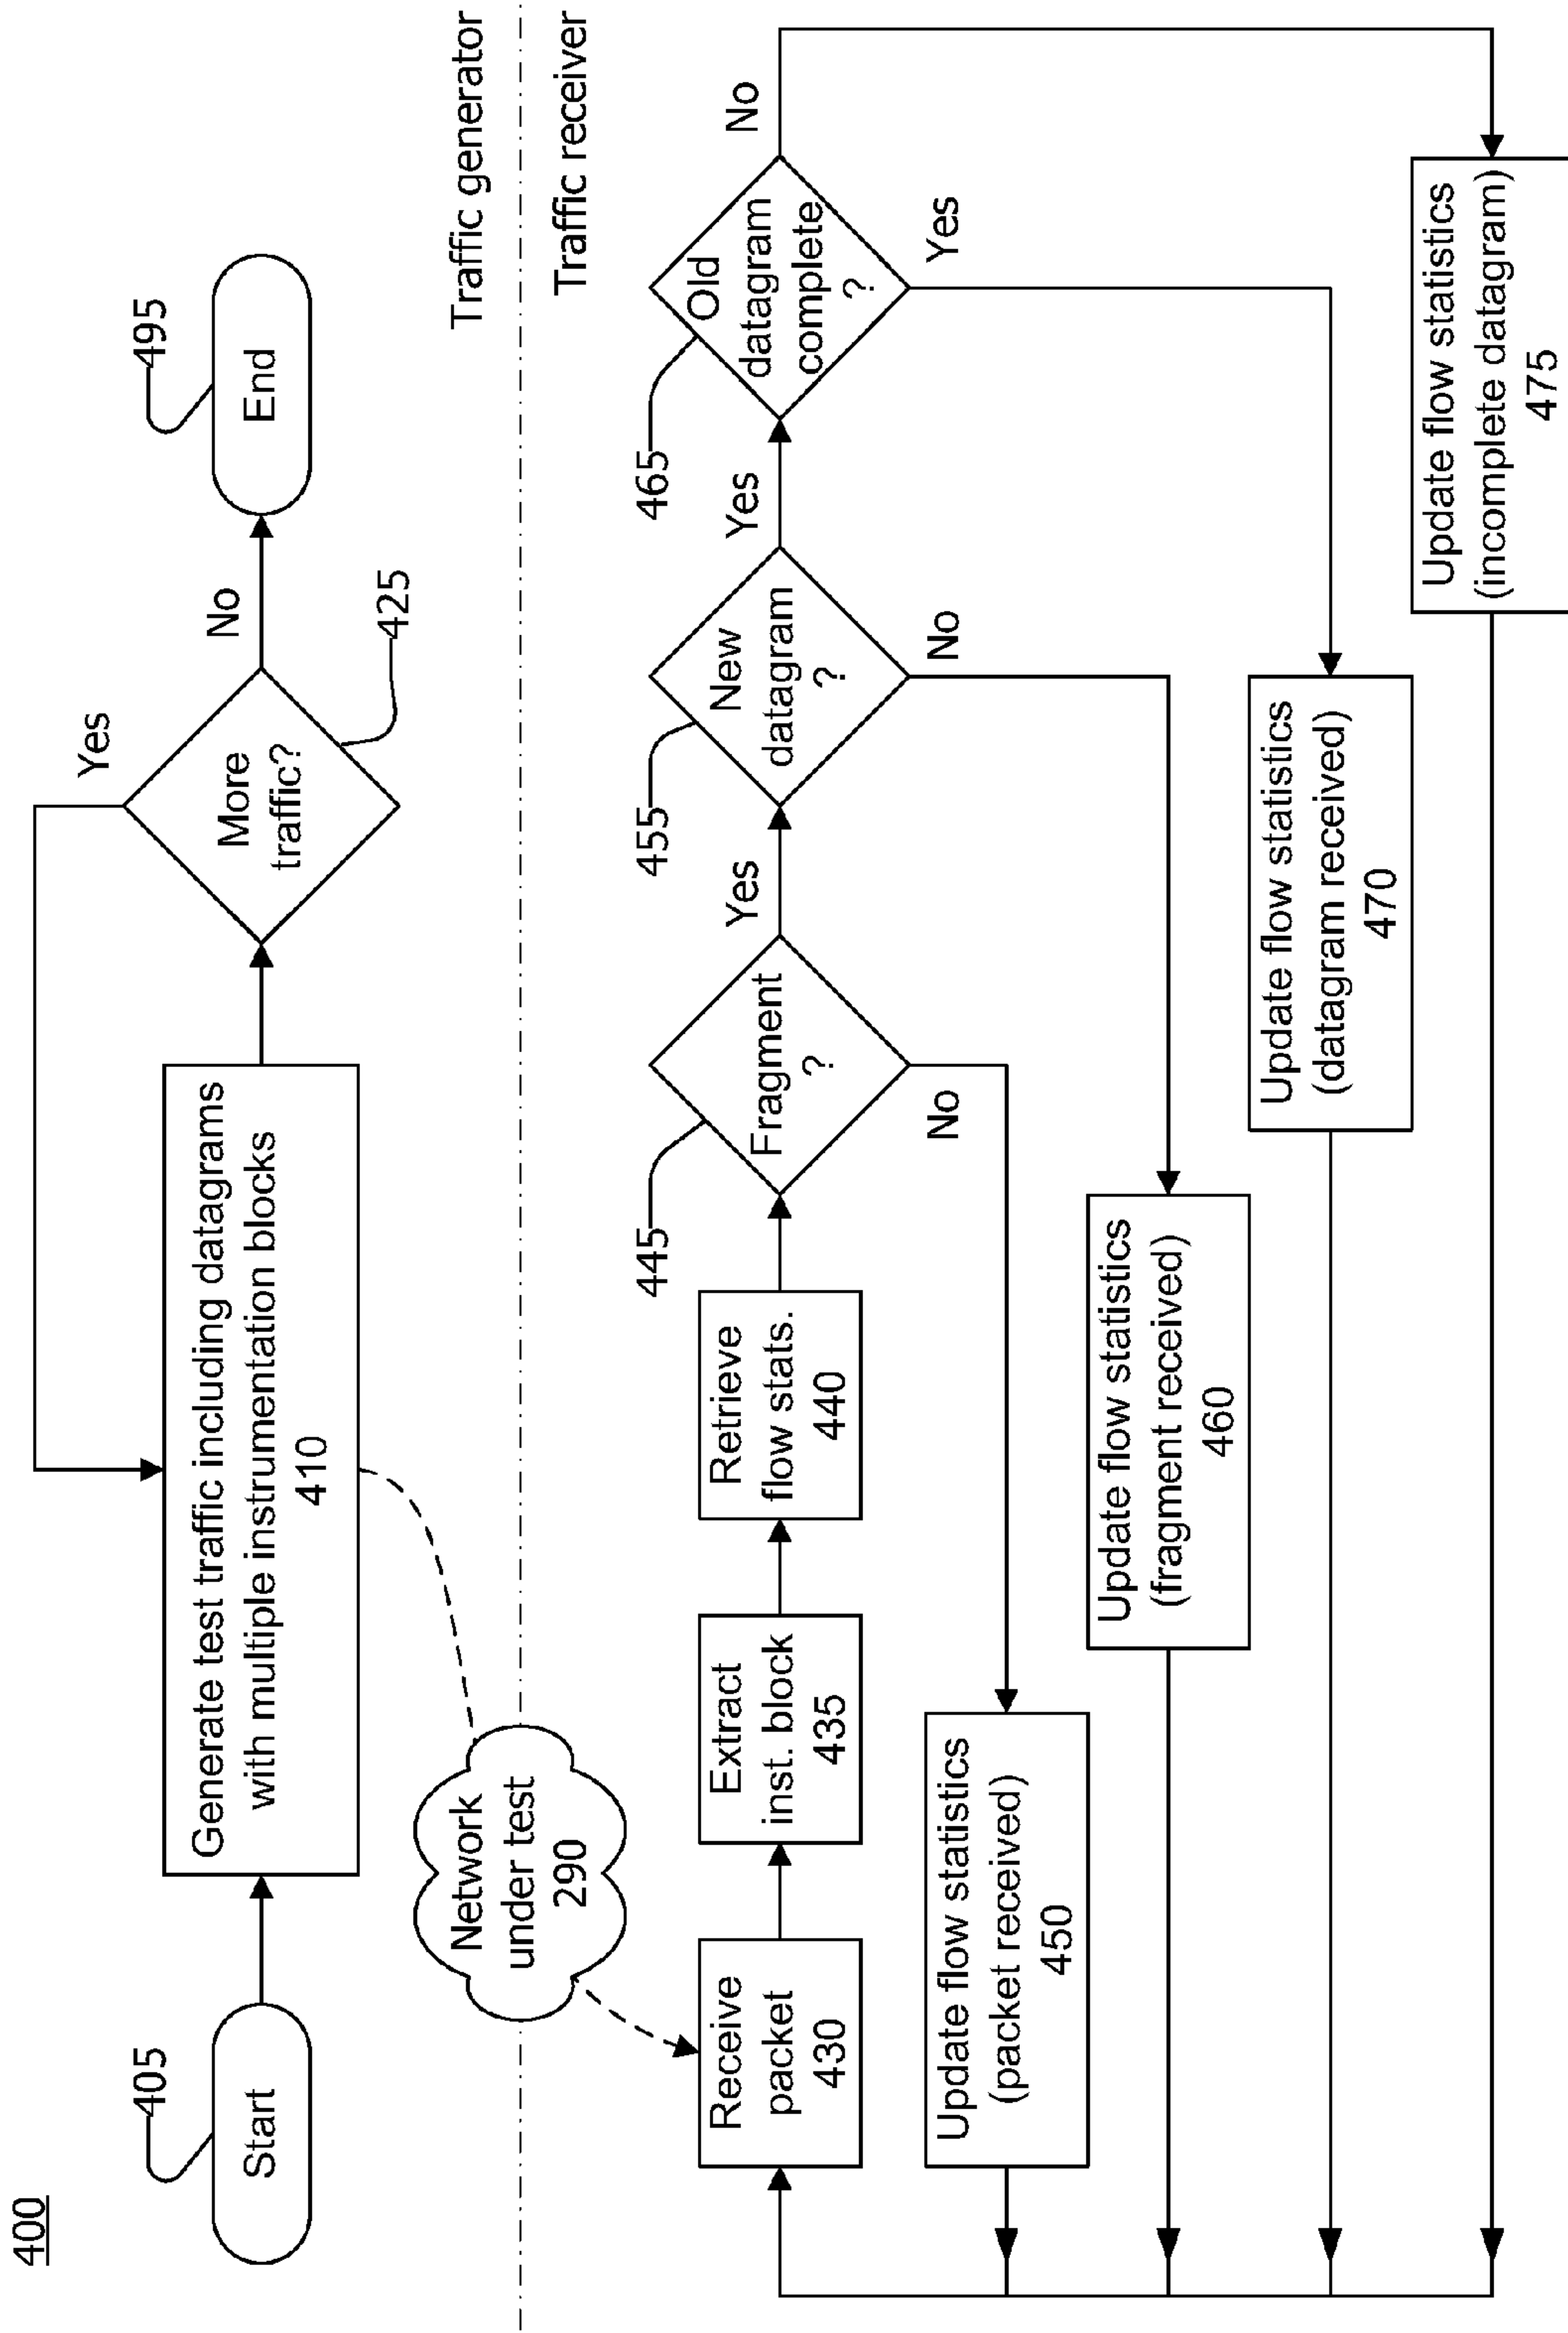 400
405
Start
Generate test traffic including datagrams
with multiple instrumentation blocks
410
Yes
More
traffic?
425
No
495
End
Traffic generator
Traffic receiver
Network
under test
290
Receive
packet
430
Extract
inst. block
435
Retrieve
flow stats.
440
445
Fragment
?
Yes
No
455
New
datagram
?
Yes
No
465
Old
datagram
complete
?
No
Yes
Update flow statistics
(packet received)
450
Update flow statistics
(fragment received)
460
Update flow statistics
(datagram received)
470
Update flow statistics
(incomplete datagram)
475